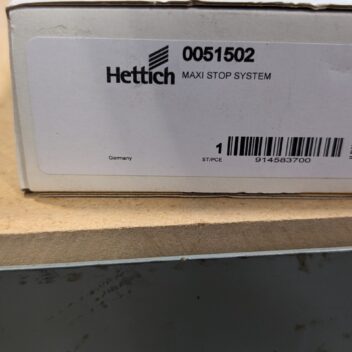 Hettich
0051502
MAXI STOP SYSTEM
Germany
1
ST/PCE
914583700